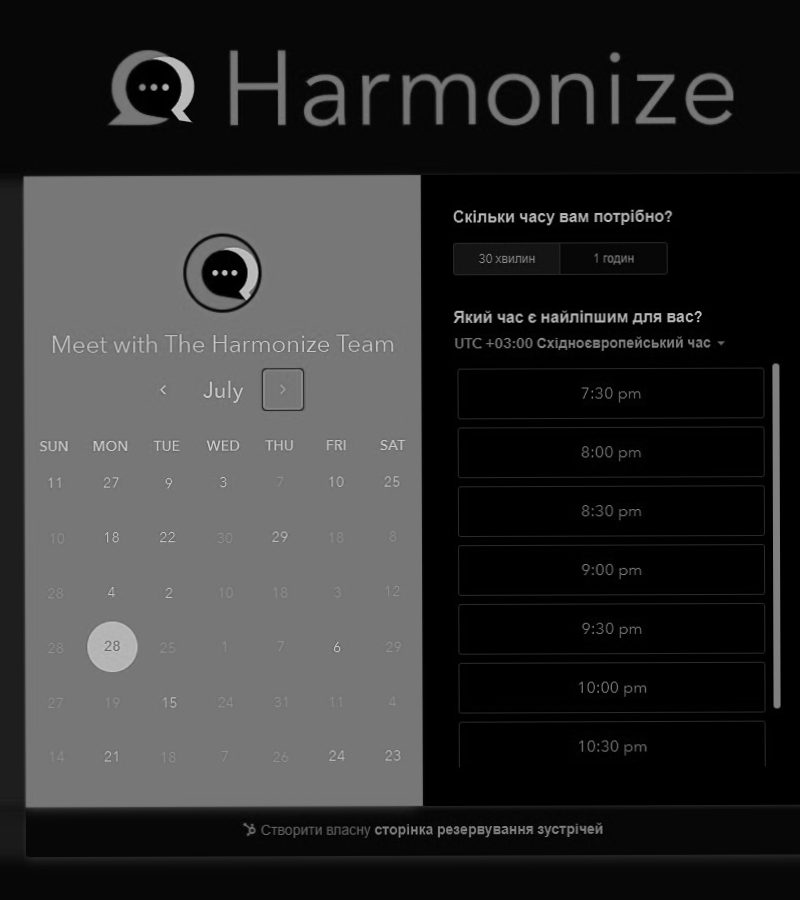 Harmonize
Meet with The Harmonize Team
July
SUN MON TUE WED THU FRI SAT
11 27 9 3 7 10 25
10 18 22 30 29 18 8
28 4 2 10 18 3 12
28 28 25 1 7 6 29
27 19 15 24 31 11 4
14 21 18 7 26 24 23
Скільки часу вам потрібно?
30 хвилин 1 годин
Який час є найліпшим для вас?
UTC +03:00 Східноєвропейський час
7:30 pm
8:00 pm
8:30 pm
9:00 pm
9:30 pm
10:00 pm
10:30 pm
Створити власну сторінка резервування зустрічей